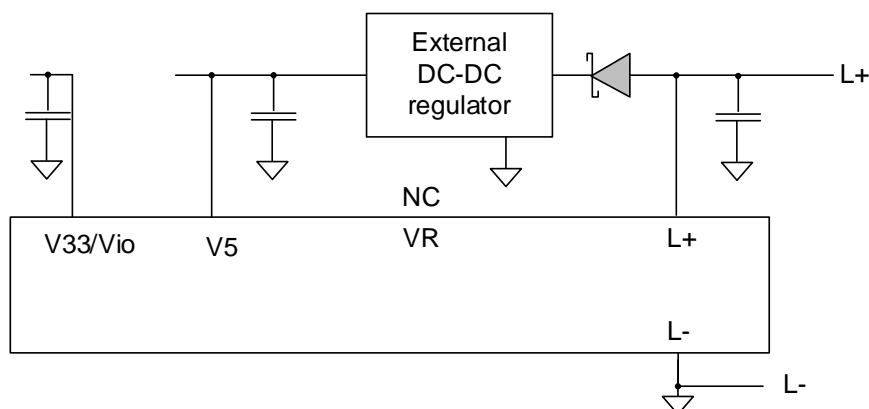 External
DC-DC
regulator
L+
NC
V33/Vio
V5
VR
L+
L-
L-